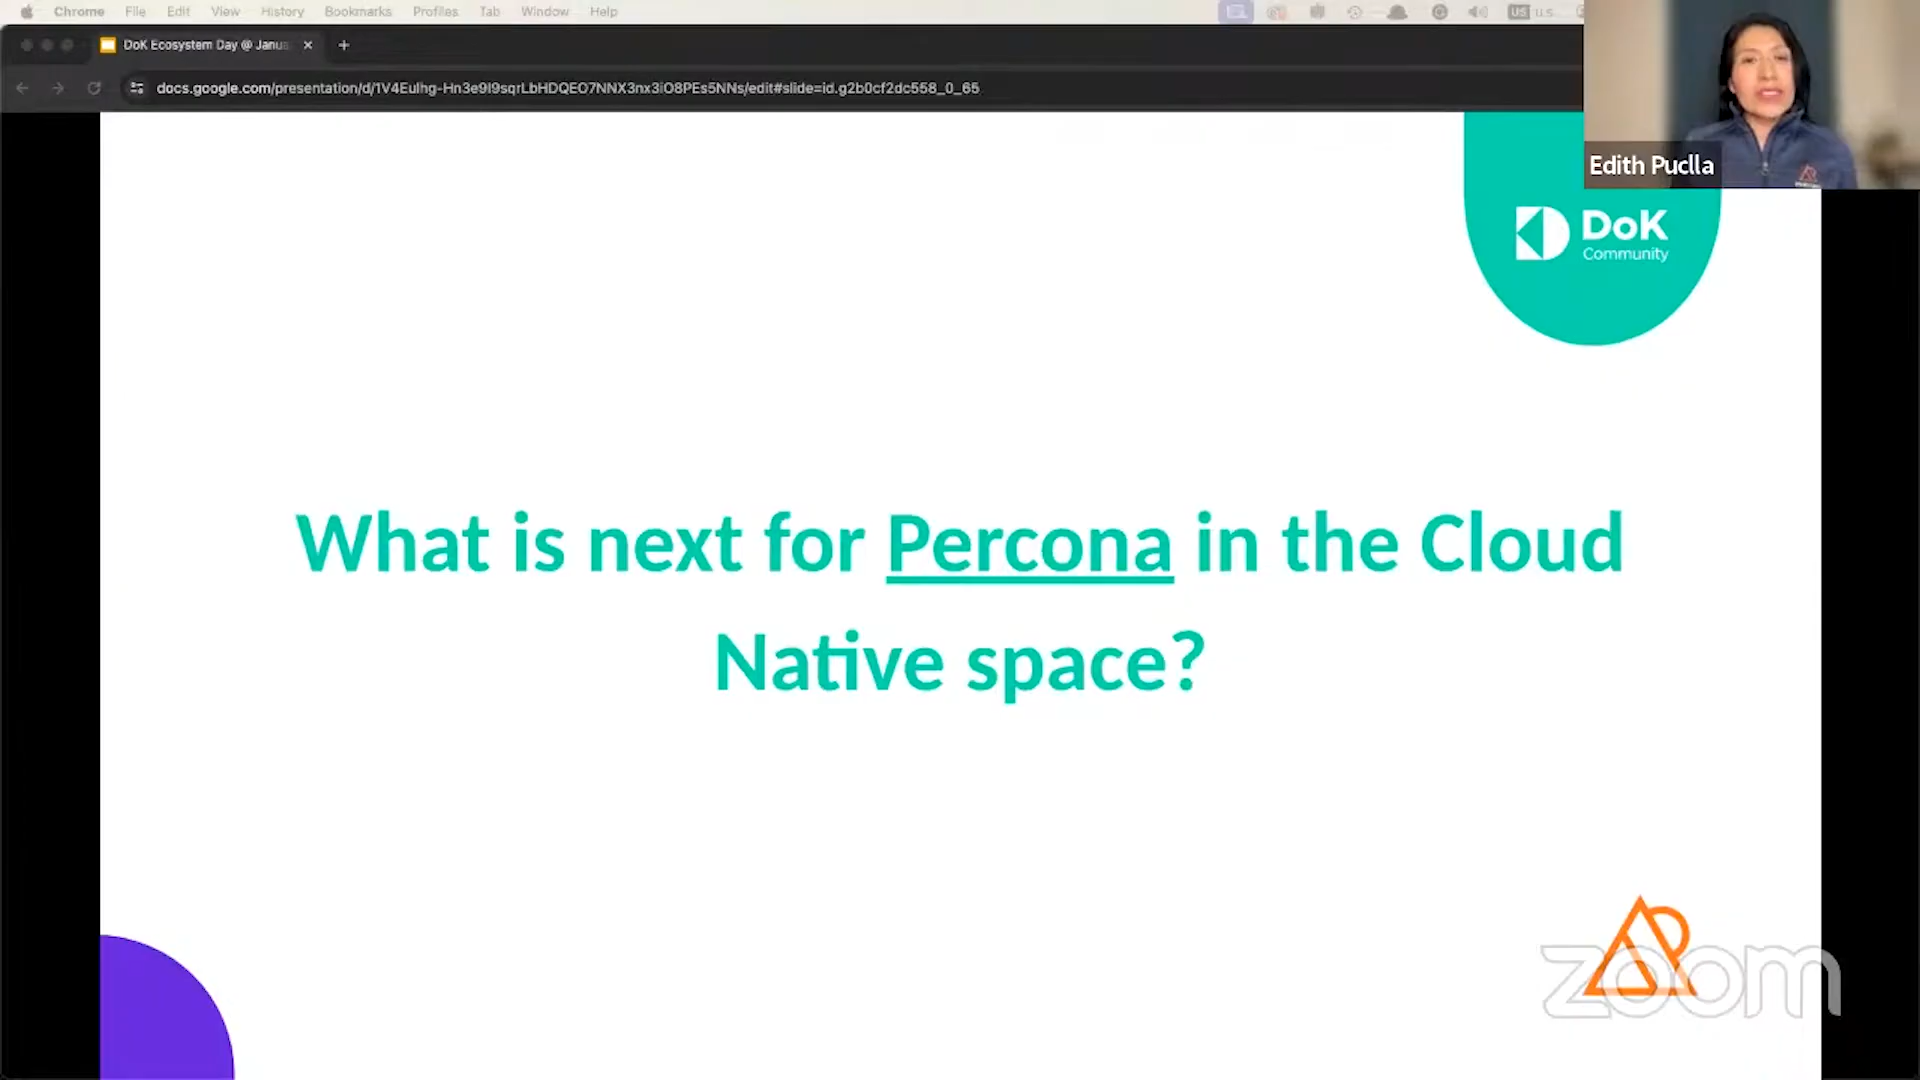 Chrome File Edit View History Bookmarks Profiles Tab Window Help
US U.S.
DoK Ecosystem Day @ Janua
docs.google.com/presentation/d/1V4Eulhg-Hn3e9I9sqrLbHDQEO7NNX3nx3iO8PEs5NNs/edit#slide=id.g2b0cf2dc558_0_65
Edith Puclla
DoK
Community
What is next for Percona in the Cloud
Native space?
zoom